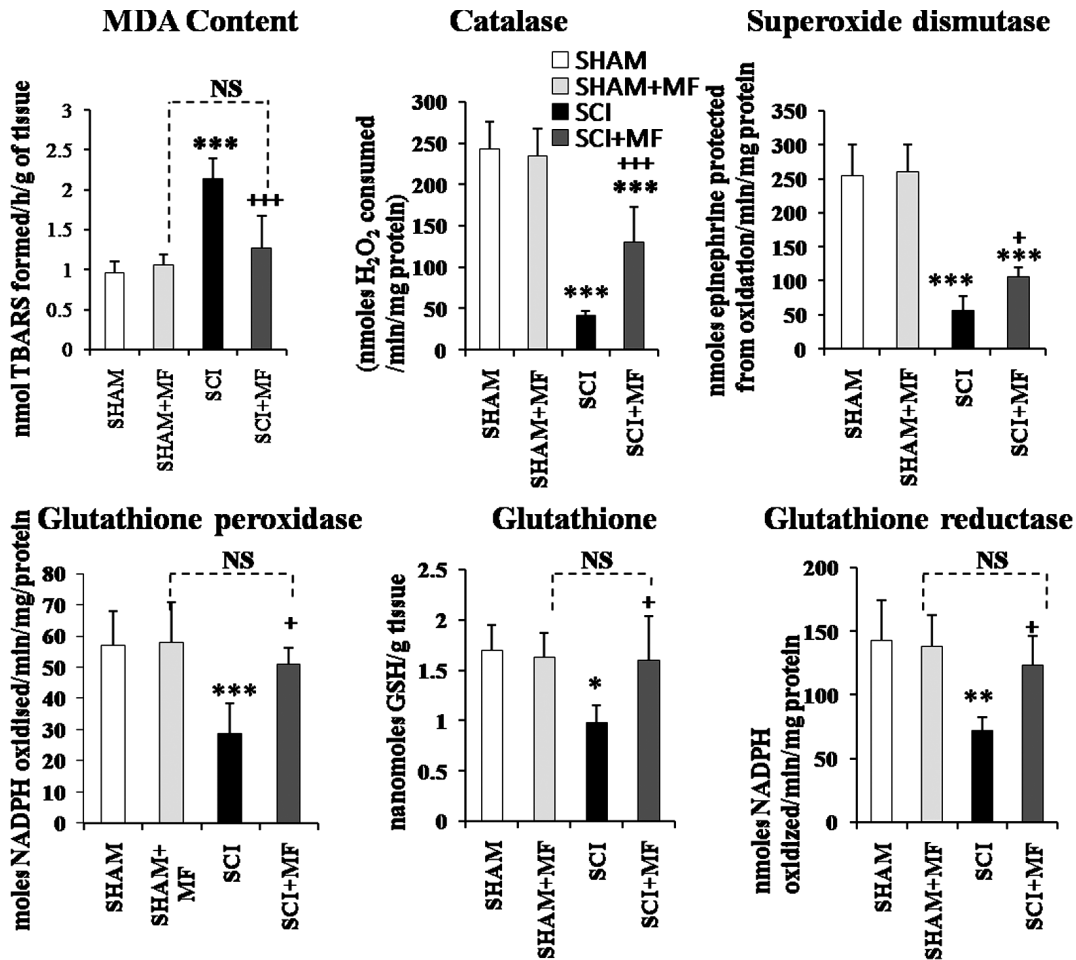 MDA Content
Catalase
Superoxide dismutase
SHAM
SHAM+MF
SCI
SCI+MF
nmol TBARS formed/h/g of tissue
3
2.5
2
1.5
1
0.5
0
NS
***
+++
SHAM
SHAM+MF
SCI
SCI+MF
(nmoles H₂O₂ consumed
/min/mg protein)
300
250
200
150
100
50
0
***
+++
***
SHAM
SHAM+MF
SCI
SCI+MF
nmoles epinephrine protected
from oxidation/min/mg protein
350
300
250
200
150
100
50
0
***
+
***
SHAM
SHAM+MF
SCI
SCI+MF
Glutathione peroxidase
Glutathione
Glutathione reductase
moles NADPH oxidised/min/mg/protein
80
70
60
50
40
30
20
10
0
NS
***
+
SHAM
SHAM+
MF
SCI
SCI+MF
nanomoles GSH/g tissue
2.5
2
1.5
1
0.5
0
NS
*
+
SHAM
SHAM+MF
SCI
SCI+MF
nmoles NADPH
oxidized/min/mg protein
200
150
100
50
0
NS
**
+
SHAM
SHAM+MF
SCI
SCI+MF